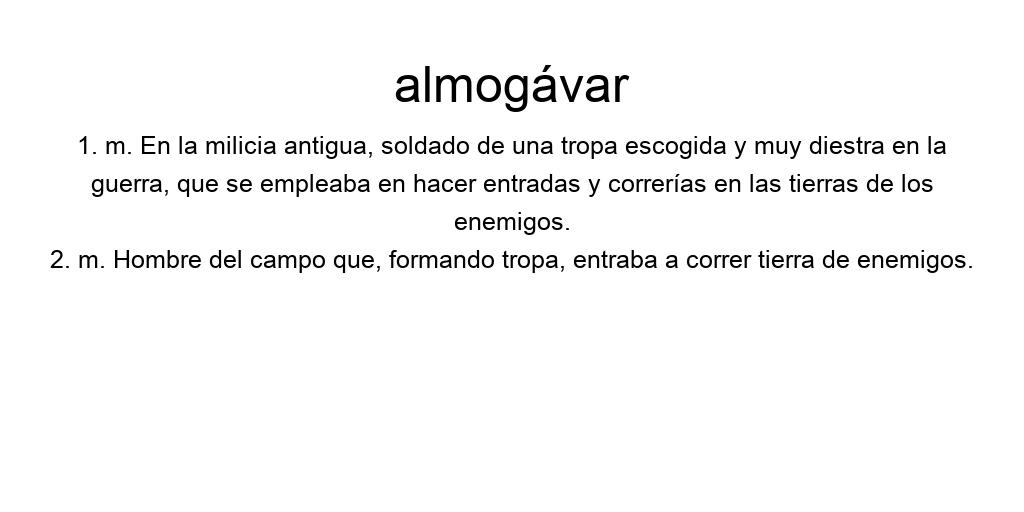 almogávar
1. m. En la milicia antigua, soldado de una tropa escogida y muy diestra en la
guerra, que se empleaba en hacer entradas y correrías en las tierras de los
enemigos.
2. m. Hombre del campo que, formando tropa, entraba a correr tierra de enemigos.